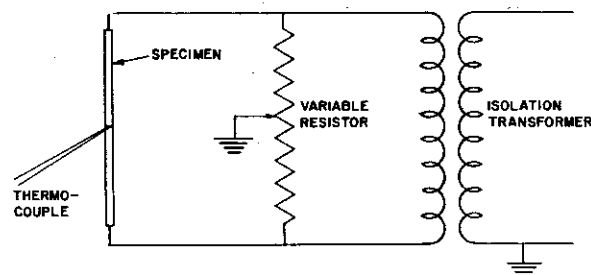 SPECIMEN
VARIABLE
RESISTOR
ISOLATION
TRANSFORMER
THERMO-
COUPLE